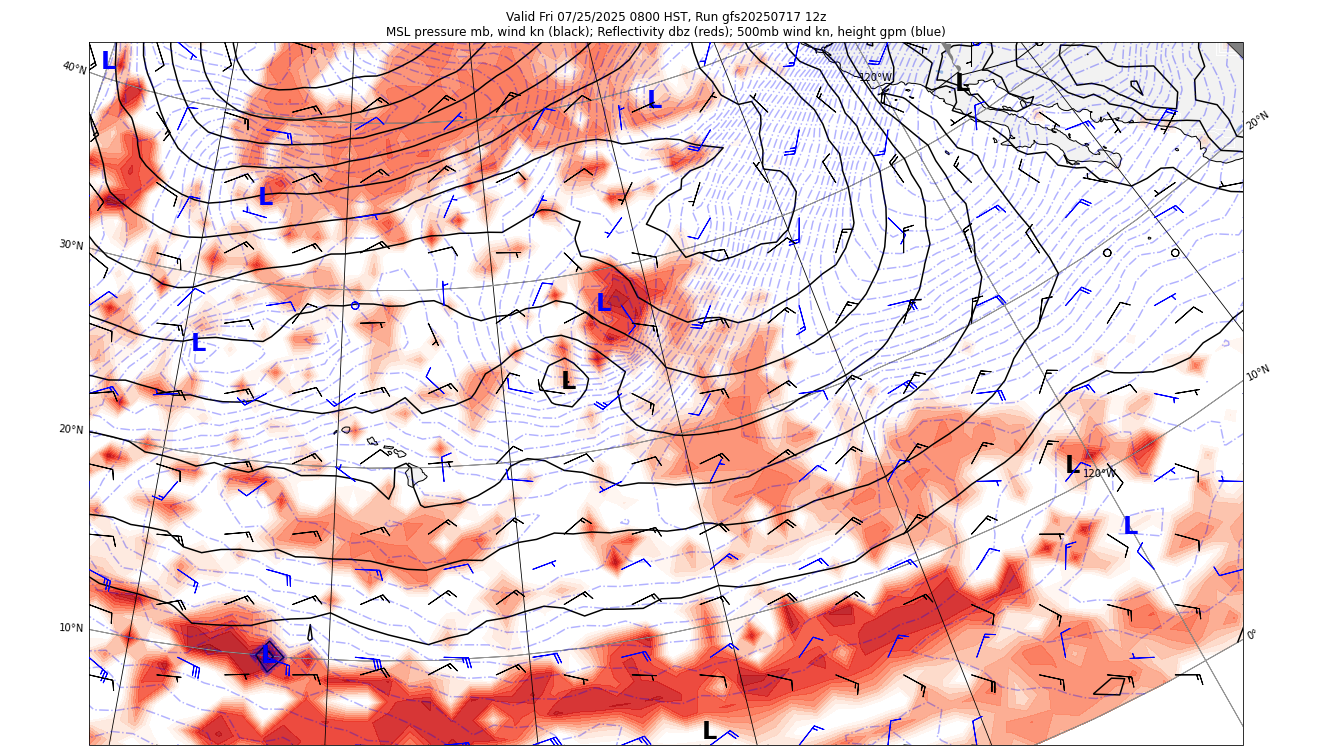 Valid Fri 07/25/2025 0800 HST, Run gfs20250717 12z
MSL pressure mb, wind kn (black); Reflectivity dbz (reds); 500mb wind kn, height gpm (blue)
L
40°N
120°W
L
L
20°N
L
30°N
L
L
L
10°N
20°N
L
120°W
L
10°N
0°
L
L